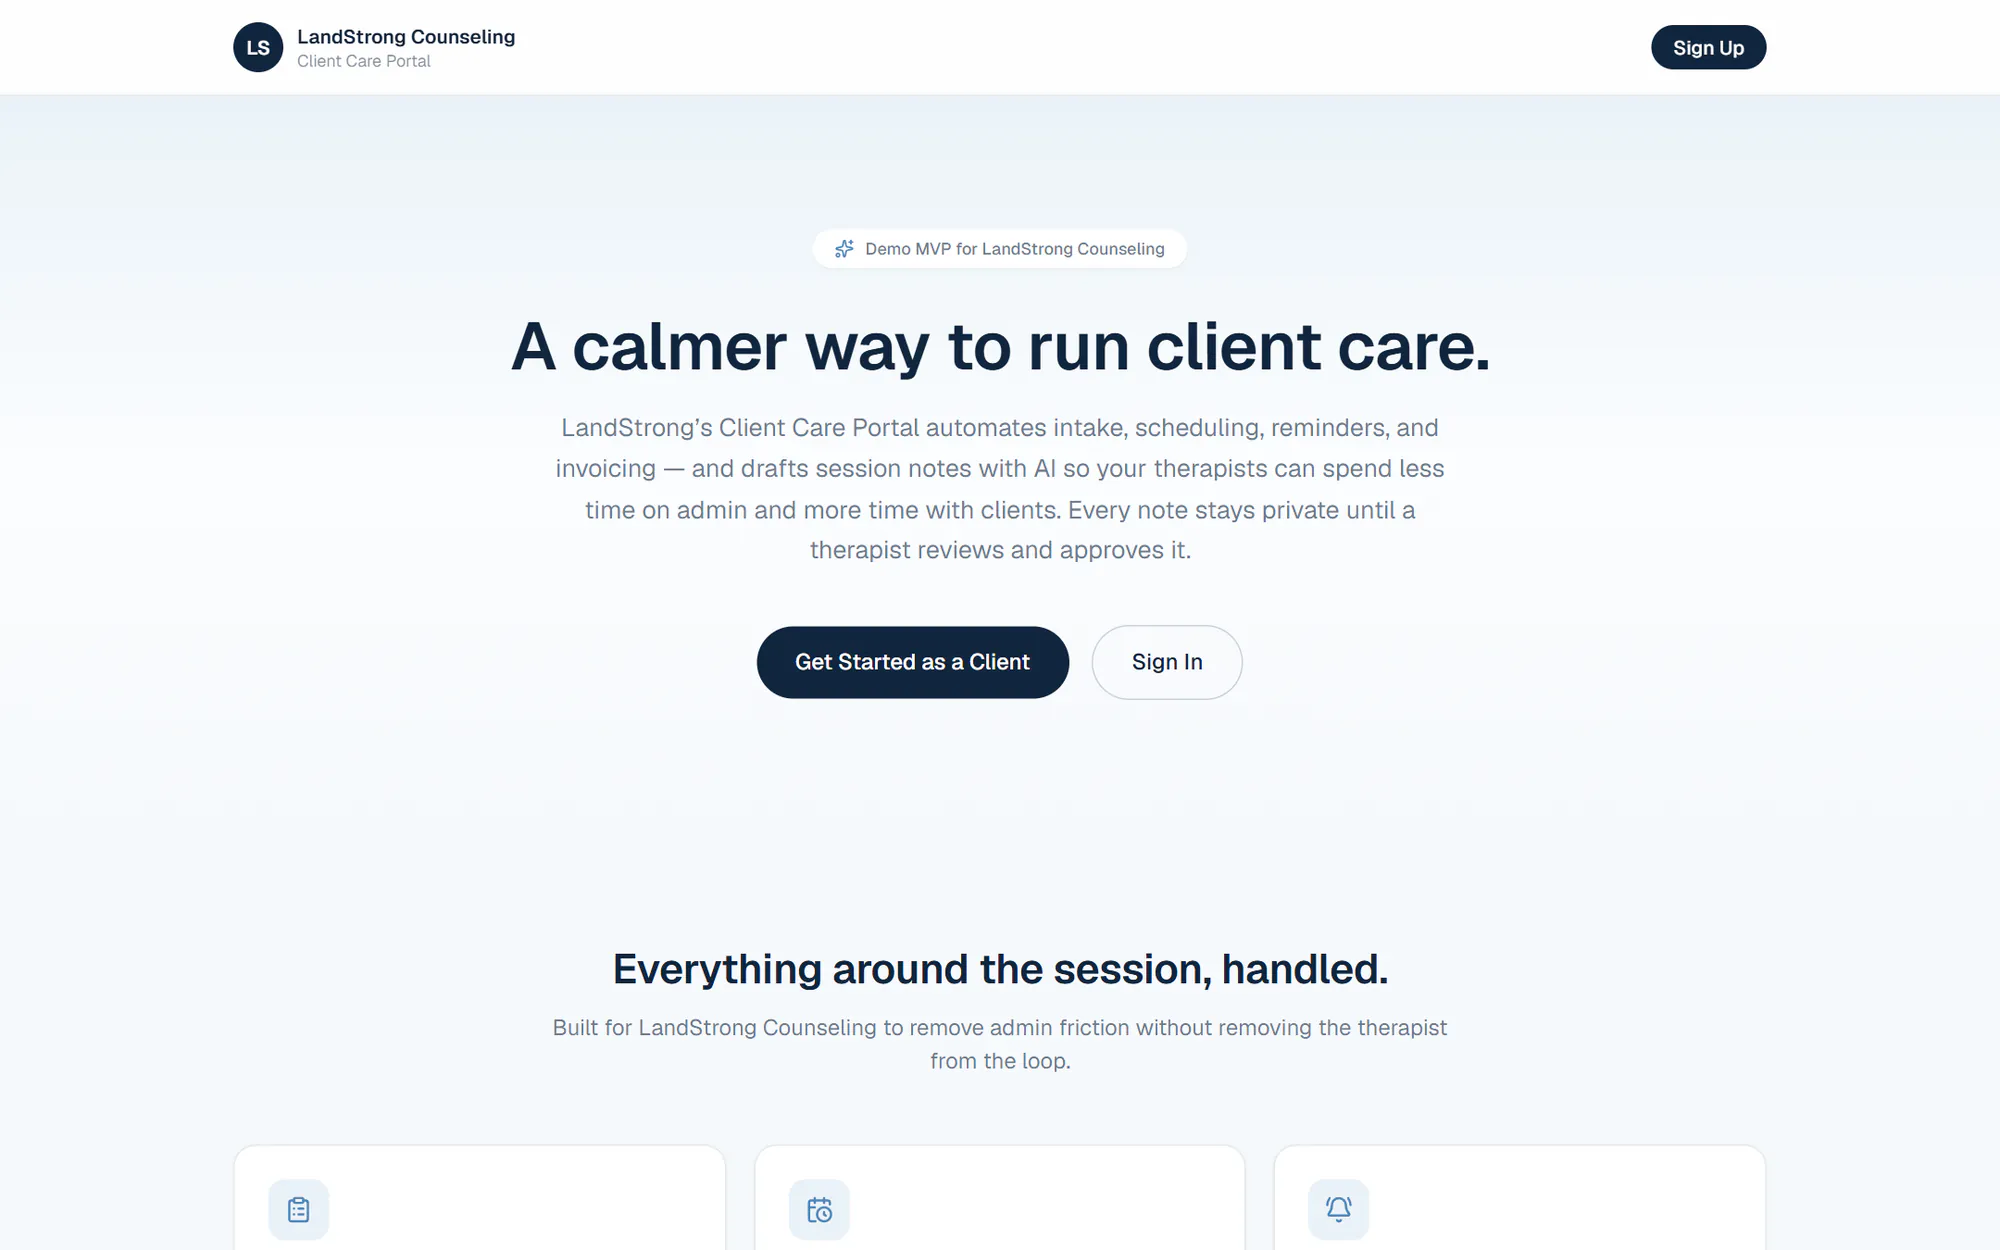 LS
LandStrong Counseling
Client Care Portal
Sign Up
Demo MVP for LandStrong Counseling
A calmer way to run client care.
LandStrong’s Client Care Portal automates intake, scheduling, reminders, and
invoicing — and drafts session notes with AI so your therapists can spend less
time on admin and more time with clients. Every note stays private until a
therapist reviews and approves it.
Get Started as a Client
Sign In
Everything around the session, handled.
Built for LandStrong Counseling to remove admin friction without removing the therapist
from the loop.